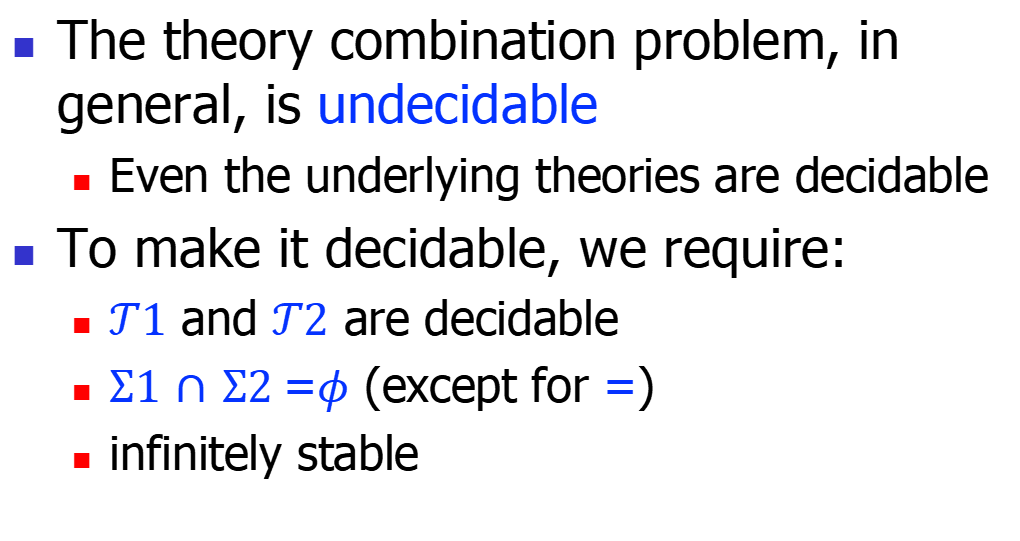 The theory combination problem, in
general, is undecidable
Even the underlying theories are decidable
To make it decidable, we require:
𝒯1 and 𝒯2 are decidable
Σ1 ∩ Σ2 =ϕ (except for =)
infinitely stable